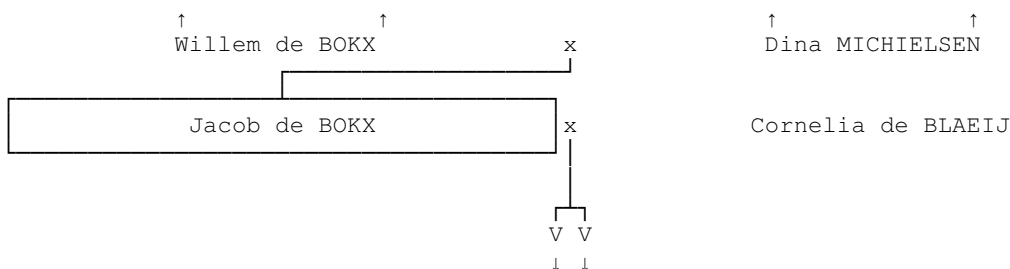 ↑ ↑ ↑ ↑
Willem de BOKX x Dina MICHIELSEN
Jacob de BOKX x Cornelia de BLAEIJ
V V
↓ ↓